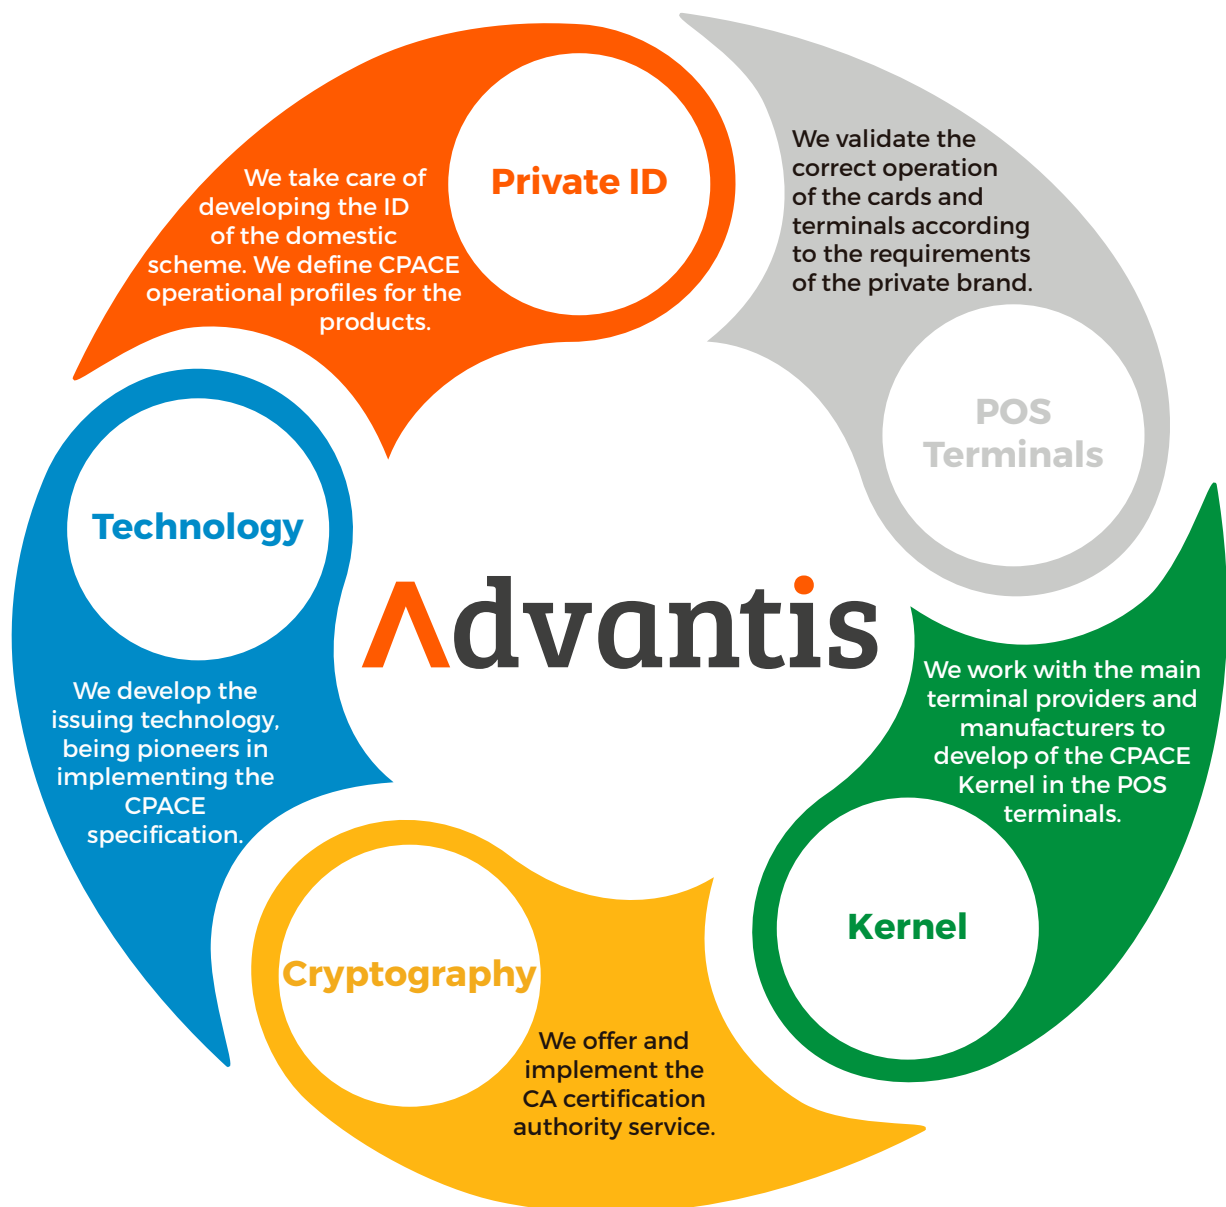 Private ID
We take care of
developing the ID
of the domestic
scheme. We define CPACE
operational profiles for the
products.
We validate the
correct operation
of the cards and
terminals according
to the requirements
of the private brand.
POS
Terminals
Technology
We develop the
issuing technology,
being pioneers in
implementing the
CPACE
specification.
Advantis
We work with the main
terminal providers and
manufacturers to
develop of the CPACE
Kernel in the POS
terminals.
Kernel
Cryptography
We offer and
implement the
CA certification
authority service.